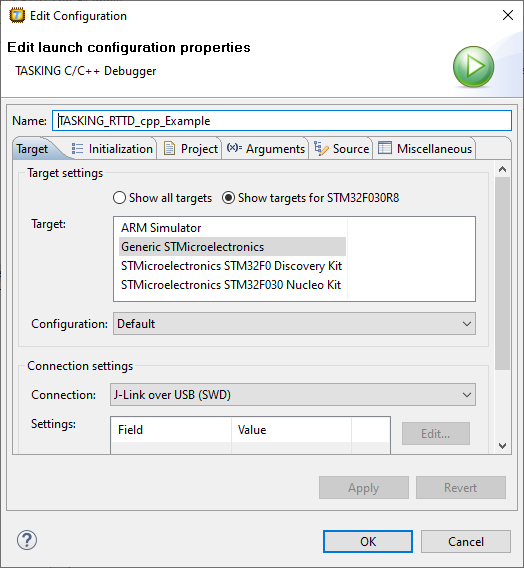 Edit Configuration
Edit launch configuration properties
TASKING C/C++ Debugger
Name: TASKING_RTTD_cpp_Example
Target Initialization Project (x)= Arguments Source Miscellaneous
Target settings
Show all targets Show targets for STM32F030R8
Target:
ARM Simulator
Generic STMicroelectronics
STMicroelectronics STM32F0 Discovery Kit
STMicroelectronics STM32F030 Nucleo Kit
Configuration: Default
Connection settings
Connection: J-Link over USB (SWD)
Settings: Field Value Edit...
Apply Revert
? OK Cancel